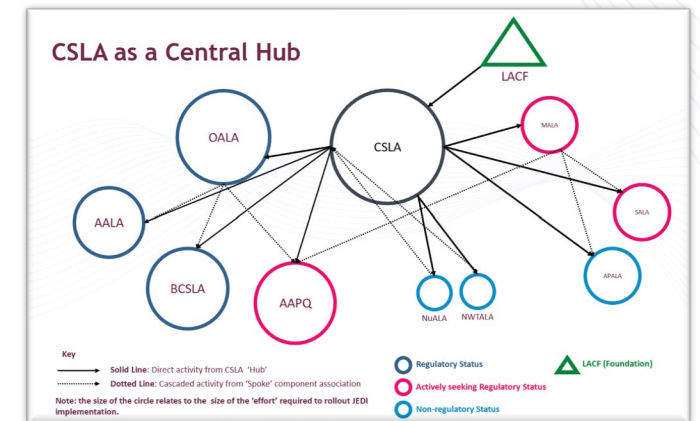 CSLA as a Central Hub
LACF
OALA
CSLA
MALA
AALA
SALA
BCSLA
AAPQ
APALA
NuALA
NWTALA
Key
Solid Line: Direct activity from CSLA 'Hub'
Dotted Line: Cascaded activity from 'Spoke' component association
Note: the size of the circle relates to the size of the 'effort' required to rollout JEDI
implementation.
Regulatory Status
Actively seeking Regulatory Status
Non-regulatory Status
LACF (Foundation)